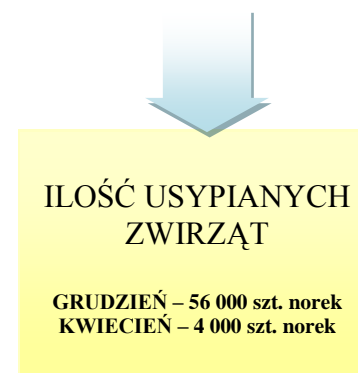 ILOŚĆ USYPIANYCH
ZWIRZĄT
GRUDZIEŃ – 56 000 szt. norek
KWIECIEŃ – 4 000 szt. norek